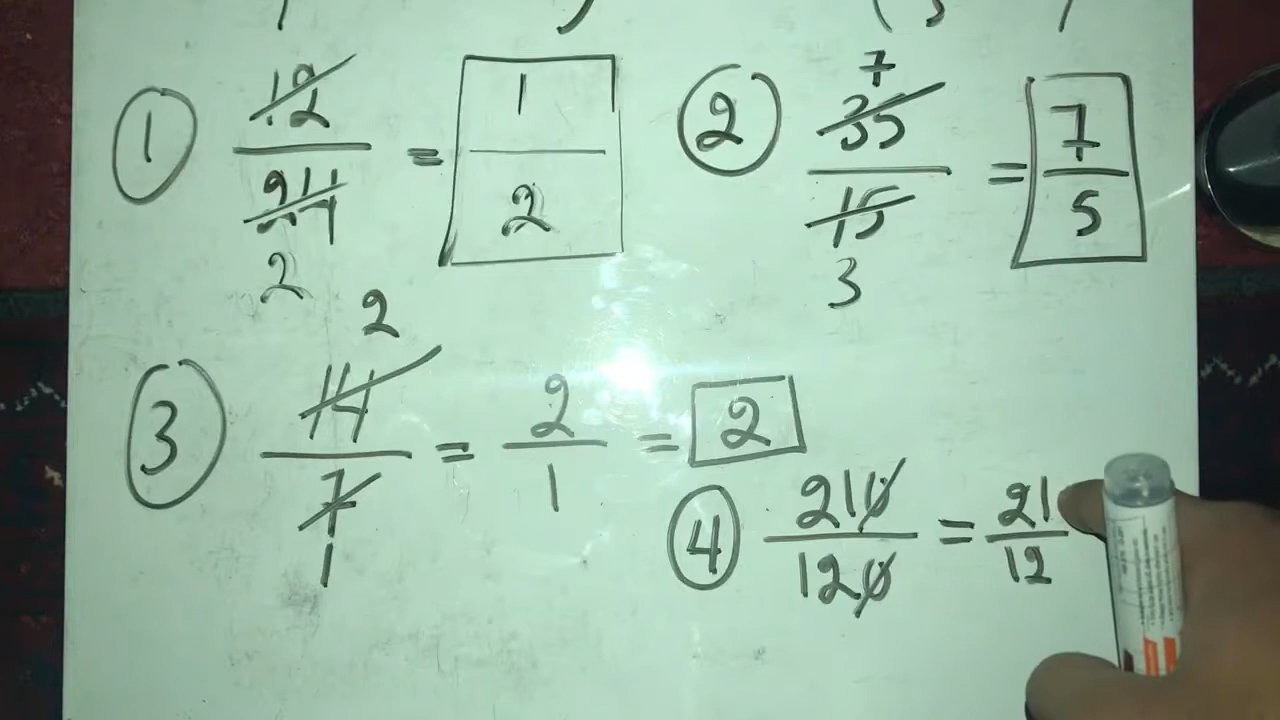 ① 12/24 = 1/2
2
② 7
35/15 = 7/5
3
③ 2
14/7 = 2/1 = 2
1
④ 210/120 = 21/12